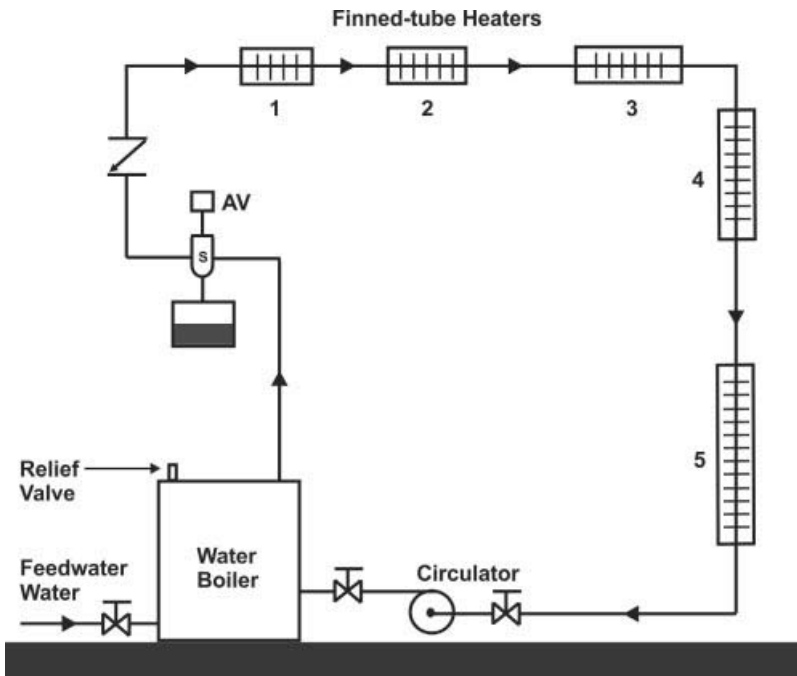 Finned-tube Heaters
1
2
3
4
AV
S
5
Relief
Valve
Water
Boiler
Feedwater
Water
Circulator